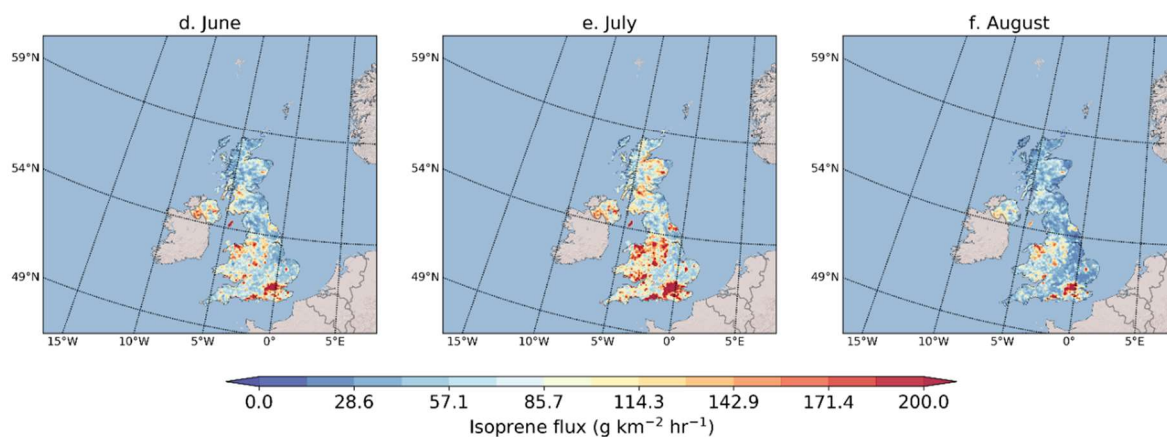 d. June e. July f. August
59°N 59°N 59°N
54°N 54°N 54°N
49°N 49°N 49°N
15°W 10°W 5°W 0°E 5°E 15°W 10°W 5°W 0°E 5°E 15°W 10°W 5°W 0°E 5°E
0.0 28.6 57.1 85.7 114.3 142.9 171.4 200.0
Isoprene flux (g km⁻² hr⁻¹)